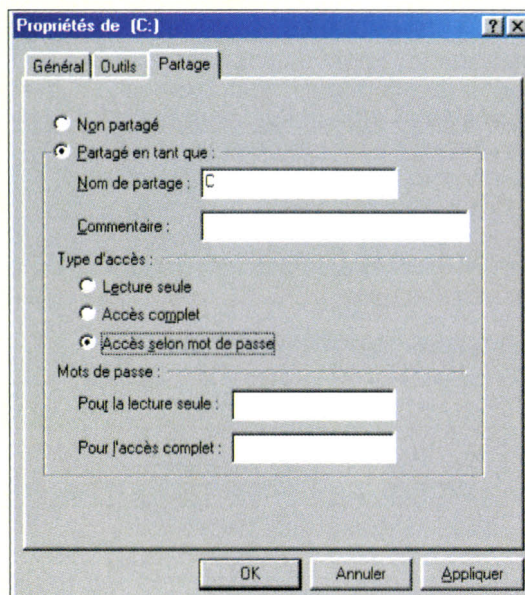 Propriétés de (C:)
Général Outils Partage
Non partagé
Partagé en tant que :
Nom de partage : C
Commentaire :
Type d'accès :
Lecture seule
Accès complet
Accès selon mot de passe
Mots de passe :
Pour la lecture seule :
Pour l'accès complet :
OK Annuler Appliquer